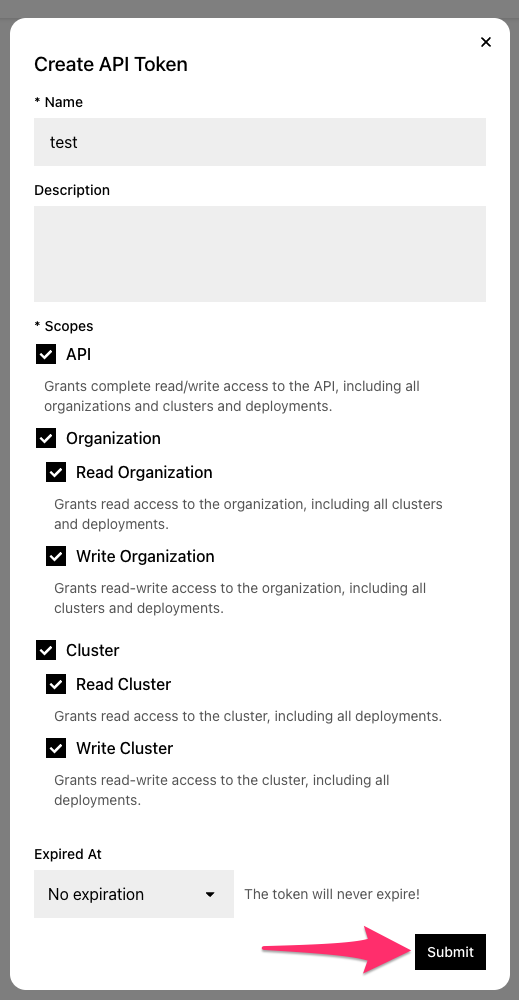 Create API Token
* Name
test
Description
* Scopes
API
Grants complete read/write access to the API, including all
organizations and clusters and deployments.
Organization
Read Organization
Grants read access to the organization, including all clusters
and deployments.
Write Organization
Grants read-write access to the organization, including all
clusters and deployments.
Cluster
Read Cluster
Grants read access to the cluster, including all deployments.
Write Cluster
Grants read-write access to the cluster, including all
deployments.
Expired At
No expiration
The token will never expire!
Submit